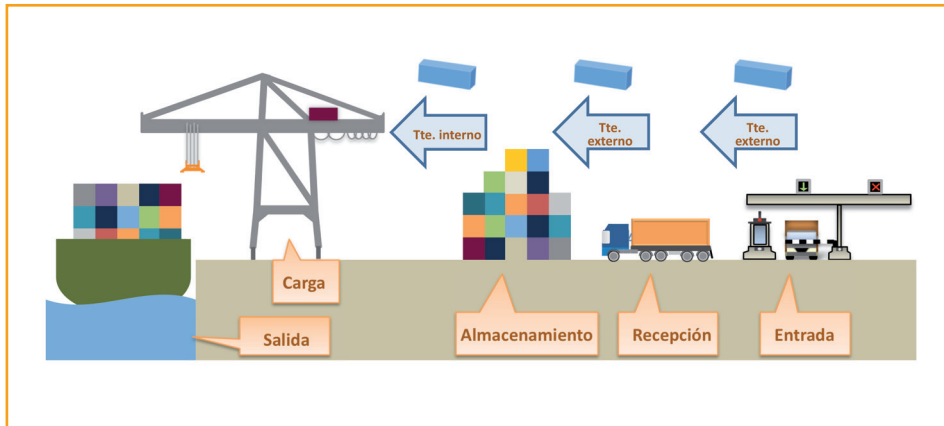 Tte. interno
Tte.
externo
Tte.
externo
Carga
Salida
Almacenamiento
Recepción
Entrada